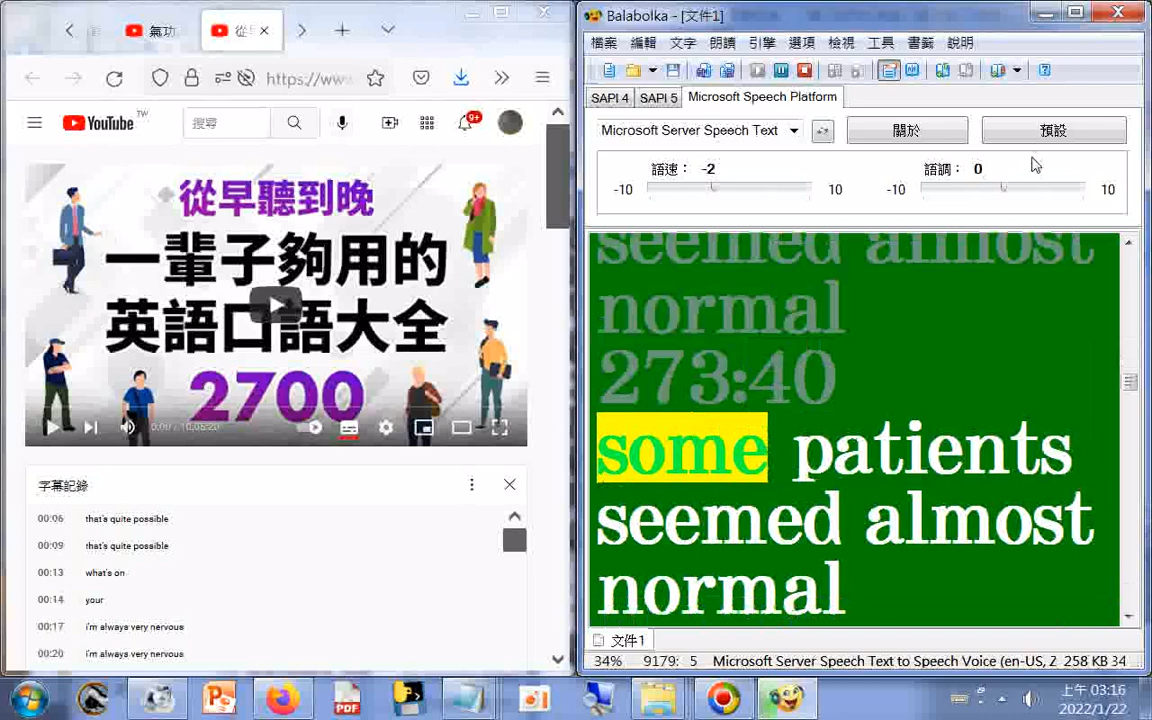 氣功
從
https://www
YouTube TW
搜尋
9+
從早聽到晚
一輩子夠用的
英語口語大全
2700
字幕記錄
00:06 that's quite possible
00:09 that's quite possible
00:13 what's on
00:14 your
00:17 i'm always very nervous
00:20 i'm always very nervous
Balabolka - [文件1]
檔案 編輯 文字 朗讀 引擎 選項 檢視 工具 書籤 說明
SAPI 4 SAPI 5 Microsoft Speech Platform
Microsoft Server Speech Text 關於 預設
語速: -2 語調: 0
-10 10 -10 10
seemed almost
normal
273:40
some patients
seemed almost
normal
文件1
34% 9179: 5 Microsoft Server Speech Text to Speech Voice (en-US, Z 258 KB 34
PDF
上午 03:16
2022/1/22